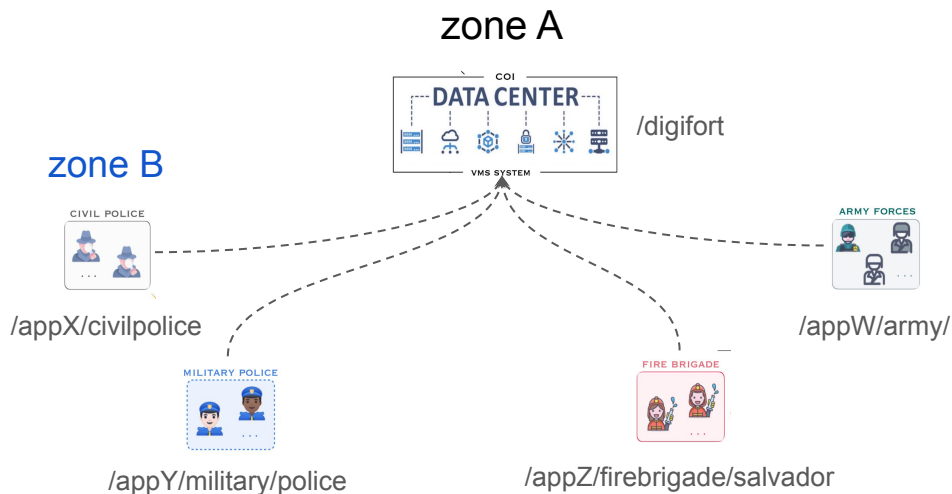 zone A
COI
DATA CENTER
/digifort
VMS SYSTEM
zone B
CIVIL POLICE
. . .
/appX/civilpolice
ARMY FORCES
. . .
/appW/army/
MILITARY POLICE
. . .
/appY/military/police
FIRE BRIGADE
. . .
/appZ/firebrigade/salvador